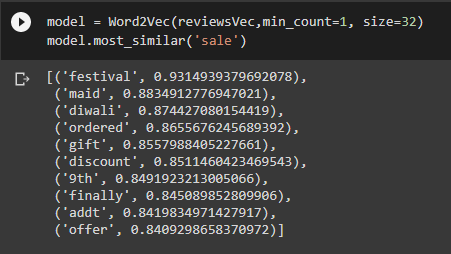 model = Word2Vec(reviewsVec,min_count=1, size=32)
model.most_similar('sale')
[('festival', 0.9314939379692078),
('maid', 0.8834912776947021),
('diwali', 0.874427080154419),
('ordered', 0.8655676245689392),
('gift', 0.8557988405227661),
('discount', 0.8511460423469543),
('9th', 0.8491923213005066),
('finally', 0.845089852809906),
('addt', 0.8419834971427917),
('offer', 0.8409298658370972)]